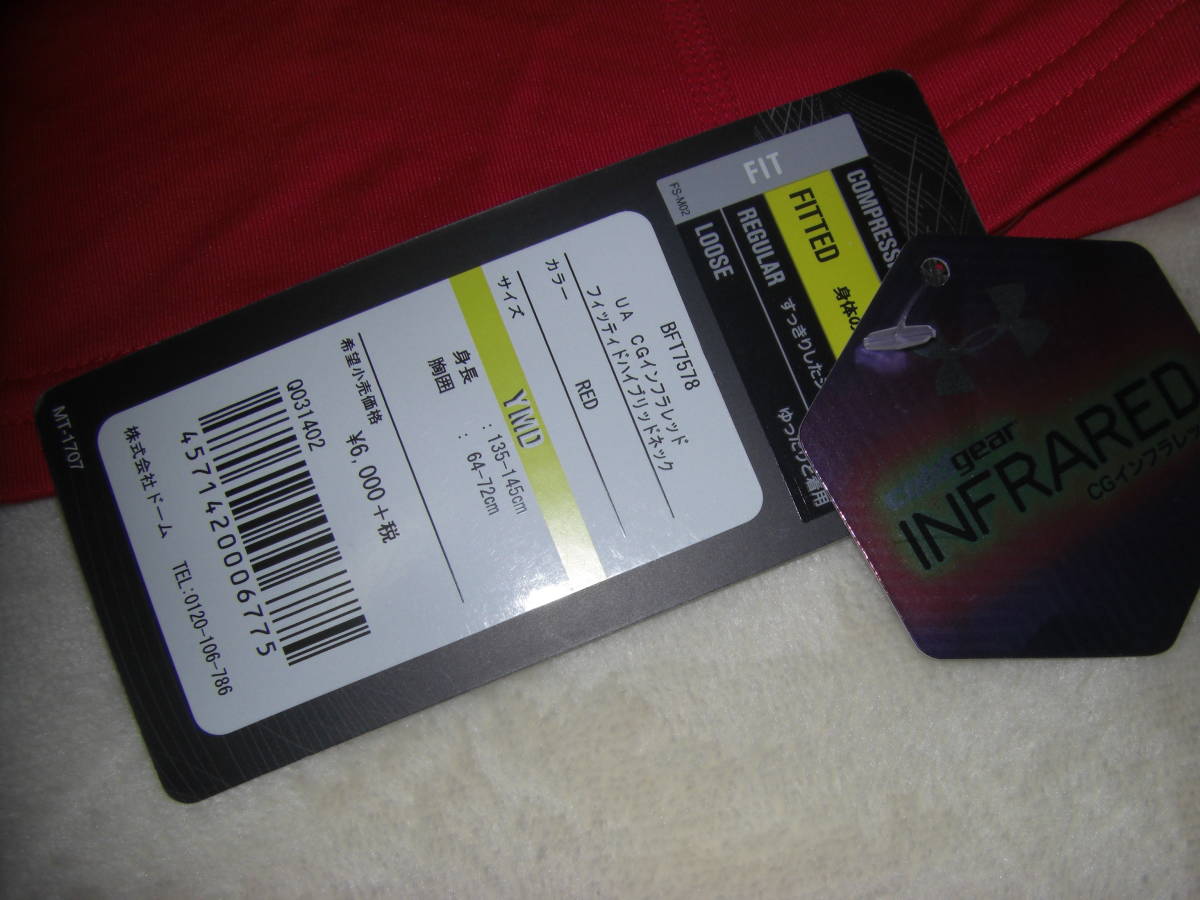 FIT
FS-M02
COMPRESS
FITTED 身体の
REGULAR すっきりした
LOOSE ゆったりと着用
BFT7578
UA CGインフラレッド
フィッティドハイブリッドネック
カラー RED
サイズ YMD
身長 : 135-145cm
胸囲 : 64-72cm
希望小売価格 ¥6,000+税
Q031402
4571420006775
株式会社ドーム TEL:0120-106-786
MT-1707
gear
INFRARED
CGインフラレ